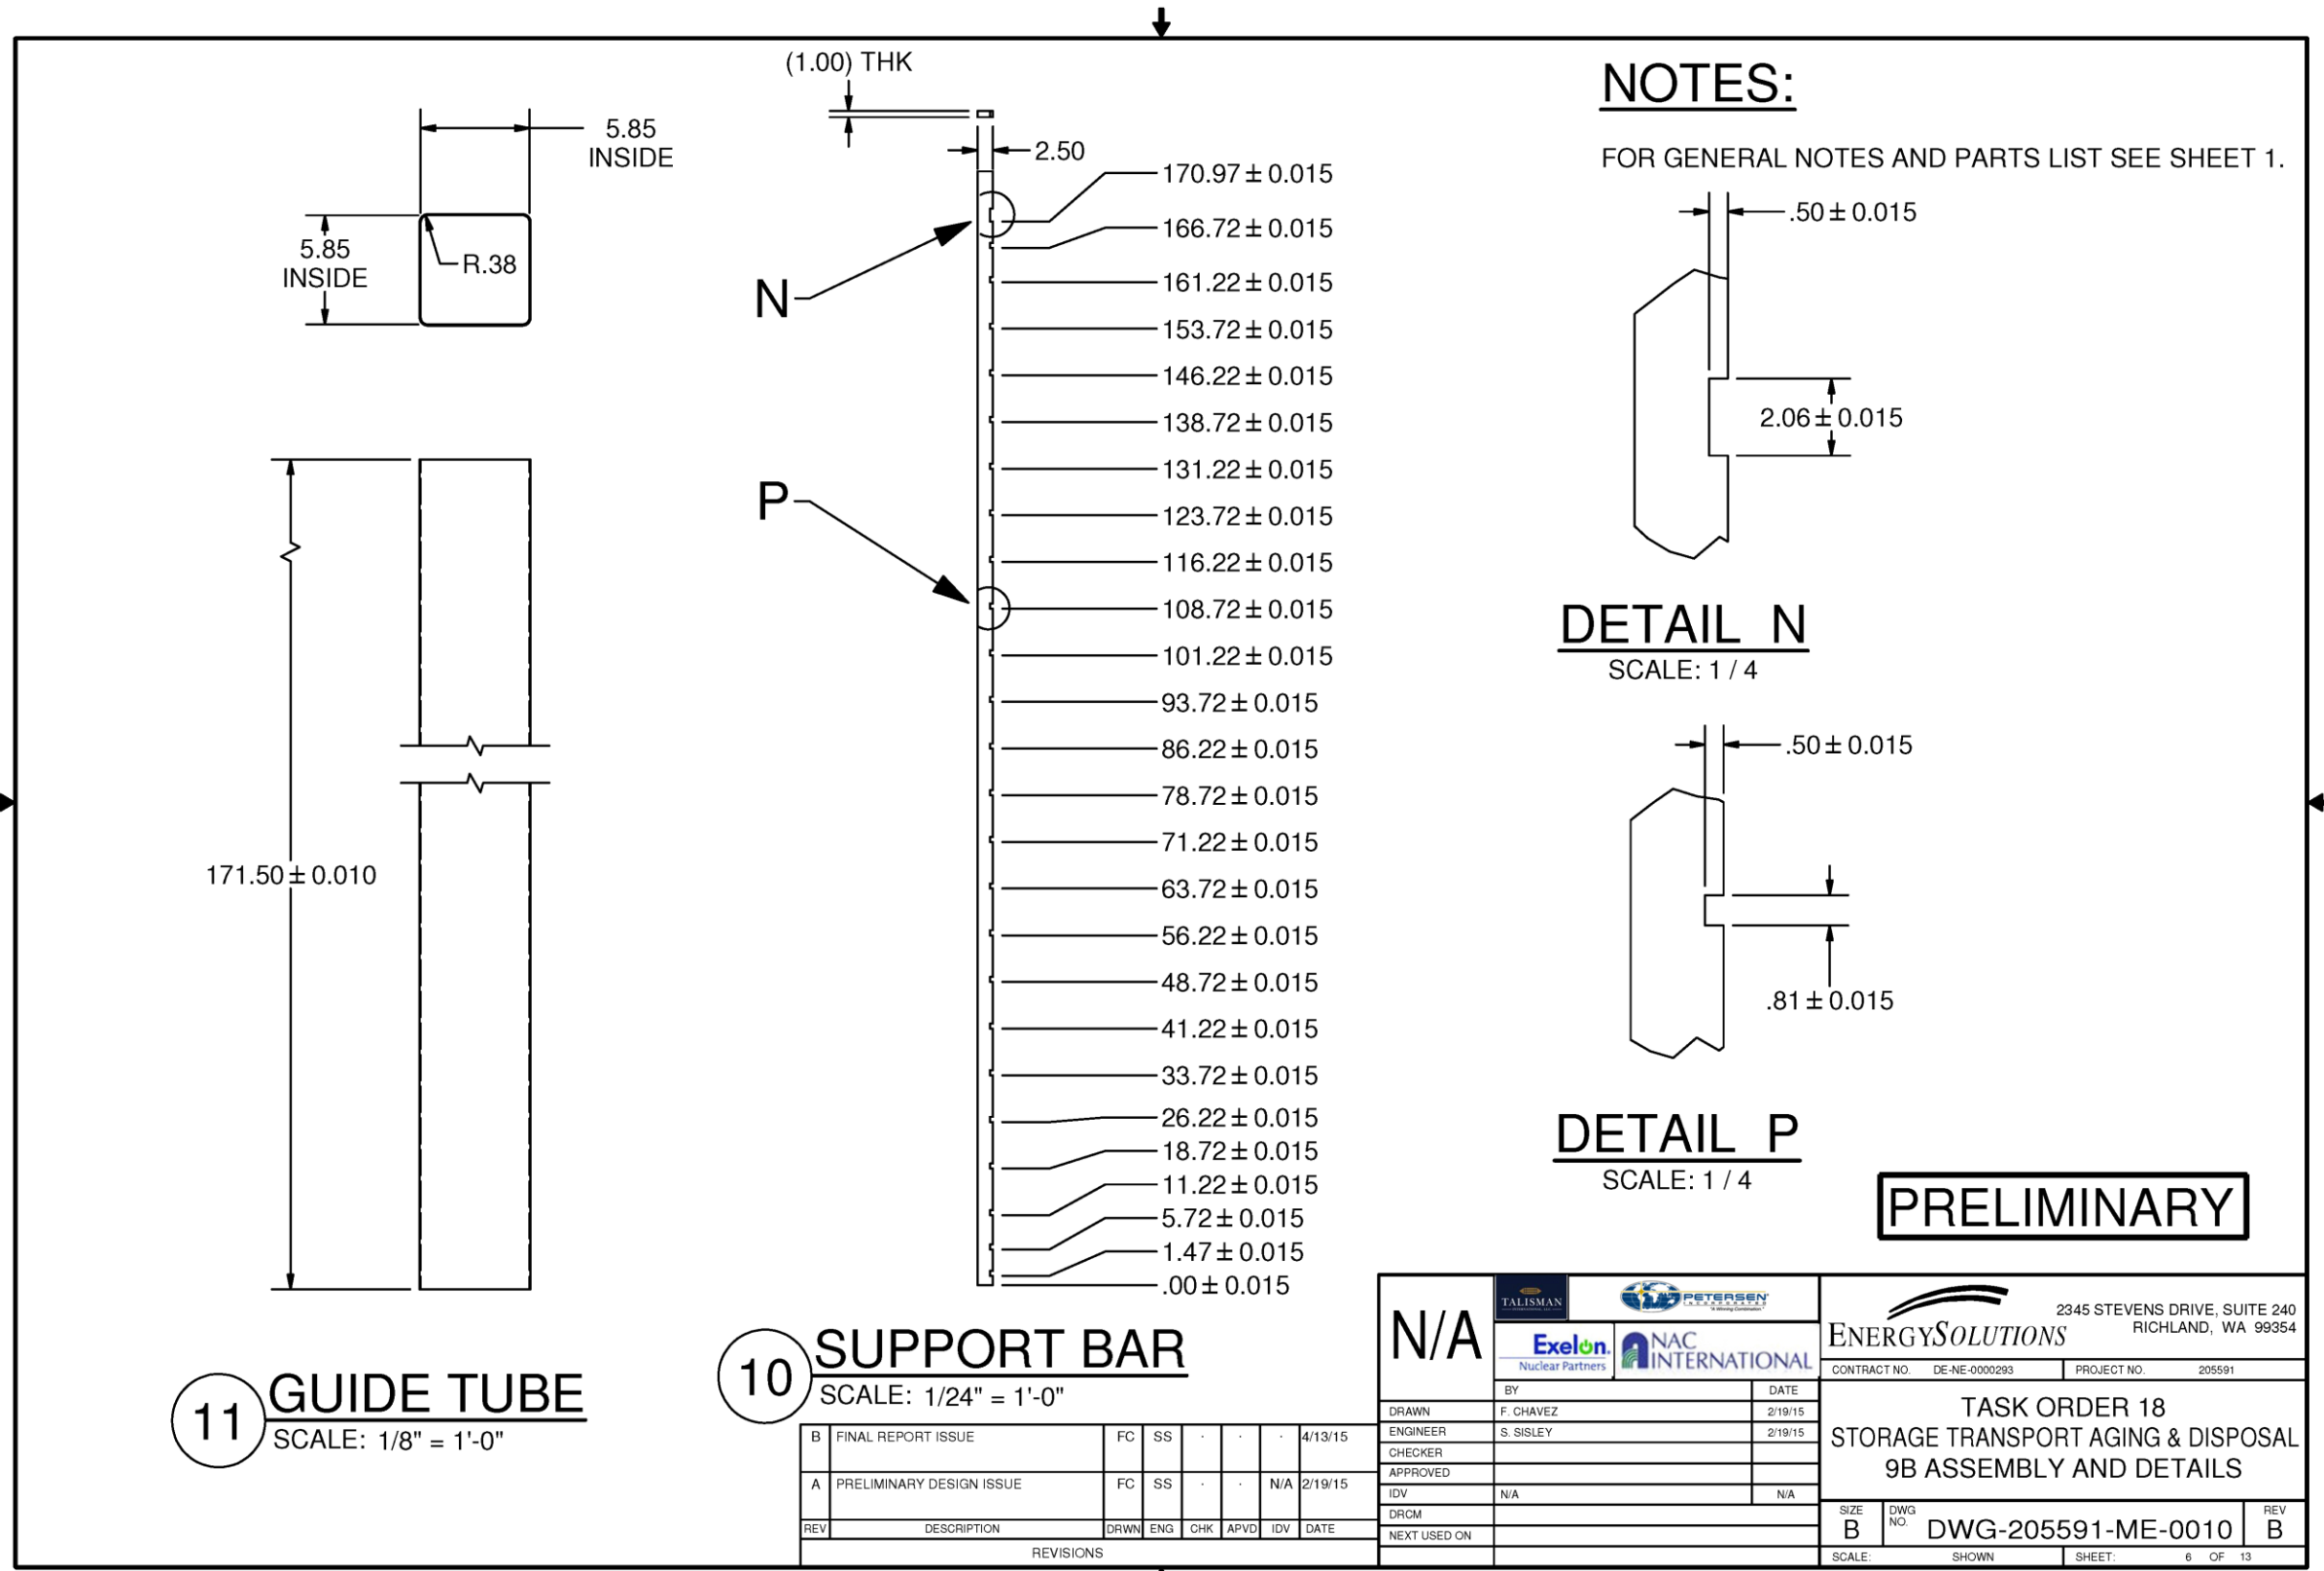 (1.00) THK
2.50
5.85
INSIDE
5.85
INSIDE
R.38
171.50 ± 0.010
11
GUIDE TUBE
SCALE: 1/8" = 1'-0"
N
P
170.97 ± 0.015
166.72 ± 0.015
161.22 ± 0.015
153.72 ± 0.015
146.22 ± 0.015
138.72 ± 0.015
131.22 ± 0.015
123.72 ± 0.015
116.22 ± 0.015
108.72 ± 0.015
101.22 ± 0.015
93.72 ± 0.015
86.22 ± 0.015
78.72 ± 0.015
71.22 ± 0.015
63.72 ± 0.015
56.22 ± 0.015
48.72 ± 0.015
41.22 ± 0.015
33.72 ± 0.015
26.22 ± 0.015
18.72 ± 0.015
11.22 ± 0.015
5.72 ± 0.015
1.47 ± 0.015
.00 ± 0.015
10
SUPPORT BAR
SCALE: 1/24" = 1'-0"
NOTES:
FOR GENERAL NOTES AND PARTS LIST SEE SHEET 1.
.50 ± 0.015
2.06 ± 0.015
DETAIL N
SCALE: 1 / 4
.50 ± 0.015
.81 ± 0.015
DETAIL P
SCALE: 1 / 4
PRELIMINARY
B FINAL REPORT ISSUE FC SS . . . 4/13/15
A PRELIMINARY DESIGN ISSUE FC SS . . N/A 2/19/15
REV DESCRIPTION DRWN ENG CHK APVD IDV DATE
REVISIONS
N/A
TALISMAN
PETERSEN
INCORPORATED
Exelon.
Nuclear Partners
NAC
INTERNATIONAL
BY DATE
DRAWN F. CHAVEZ 2/19/15
ENGINEER S. SISLEY 2/19/15
CHECKER
APPROVED
IDV N/A N/A
DRCM
NEXT USED ON
ENERGYSOLUTIONS
2345 STEVENS DRIVE, SUITE 240
RICHLAND, WA 99354
CONTRACT NO. DE-NE-0000293 PROJECT NO. 205591
TASK ORDER 18
STORAGE TRANSPORT AGING & DISPOSAL
9B ASSEMBLY AND DETAILS
SIZE B DWG NO. DWG-205591-ME-0010 REV B
SCALE: SHOWN SHEET: 6 OF 13